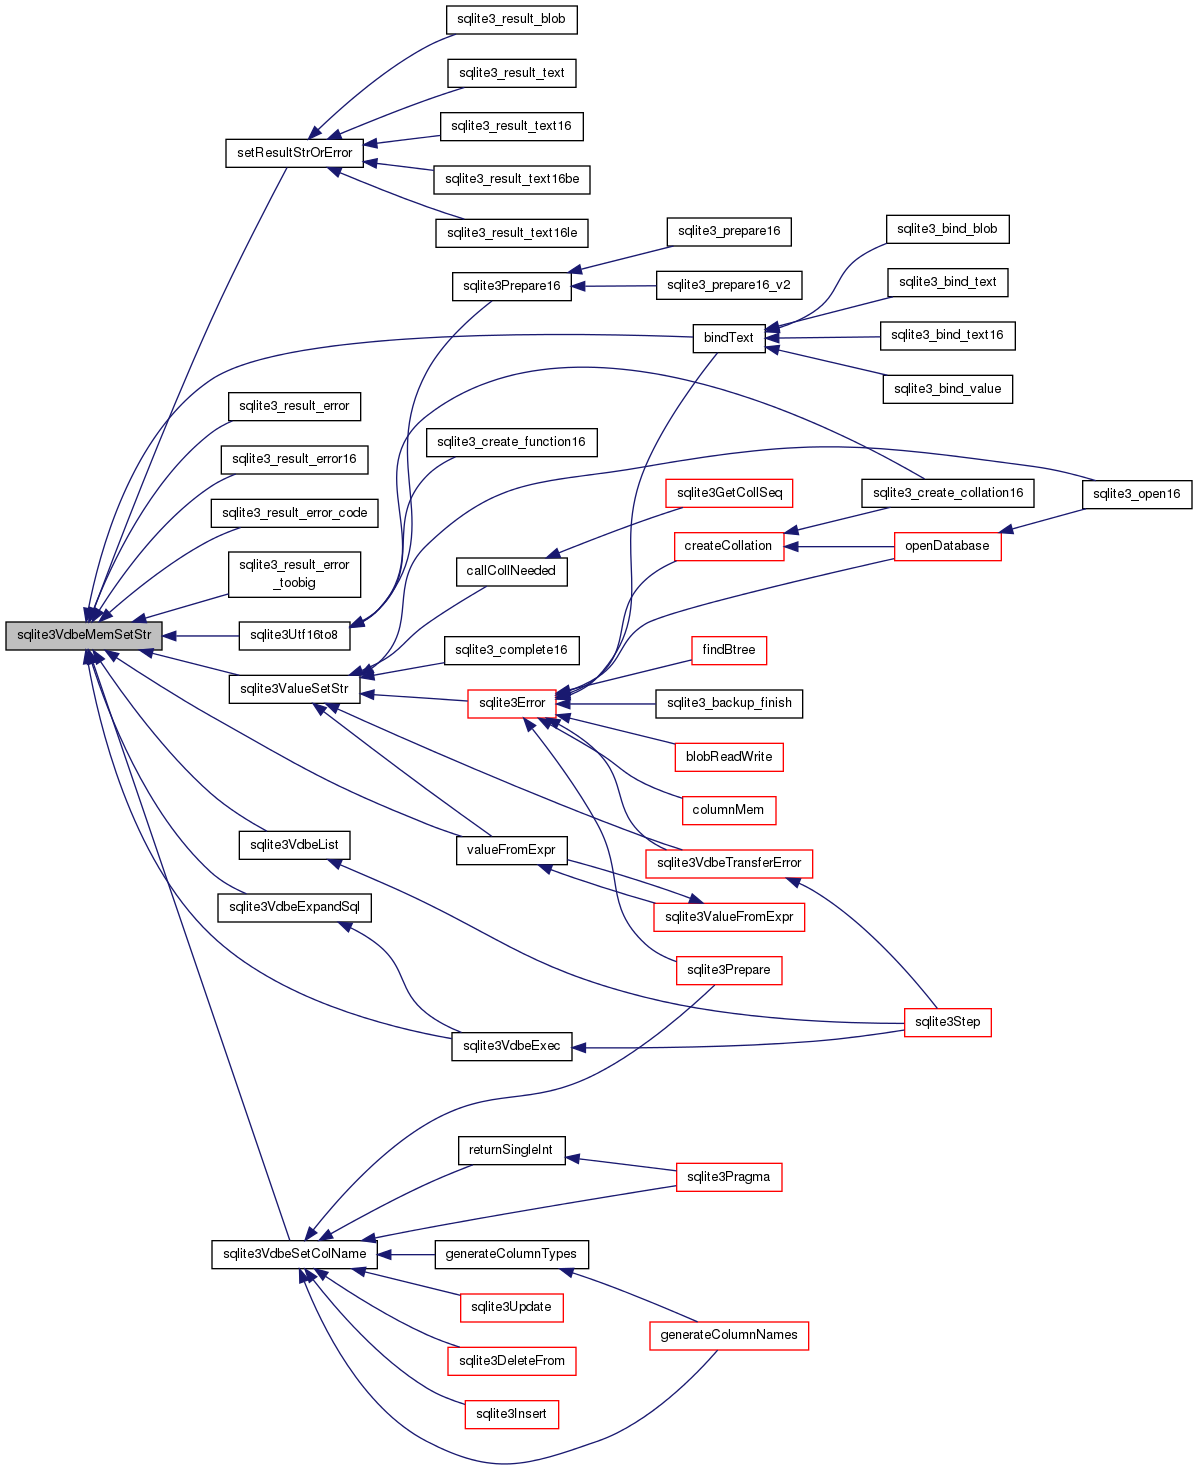 sqlite3_result_blob
sqlite3_result_text
sqlite3_result_text16
setResultStrOrError
sqlite3_result_text16be
sqlite3_result_text16le
sqlite3_prepare16
sqlite3_bind_blob
sqlite3Prepare16
sqlite3_prepare16_v2
sqlite3_bind_text
bindText
sqlite3_bind_text16
sqlite3_bind_value
sqlite3_result_error
sqlite3_create_function16
sqlite3_result_error16
sqlite3GetCollSeq
sqlite3_create_collation16
sqlite3_open16
sqlite3_result_error_code
createCollation
openDatabase
sqlite3_result_error
_toobig
callCollNeeded
sqlite3VdbeMemSetStr
sqlite3Utf16to8
sqlite3_complete16
findBtree
sqlite3ValueSetStr
sqlite3Error
sqlite3_backup_finish
blobReadWrite
columnMem
sqlite3VdbeList
valueFromExpr
sqlite3VdbeTransferError
sqlite3VdbeExpandSql
sqlite3ValueFromExpr
sqlite3Prepare
sqlite3Step
sqlite3VdbeExec
returnSingleInt
sqlite3Pragma
sqlite3VdbeSetColName
generateColumnTypes
sqlite3Update
generateColumnNames
sqlite3DeleteFrom
sqlite3Insert